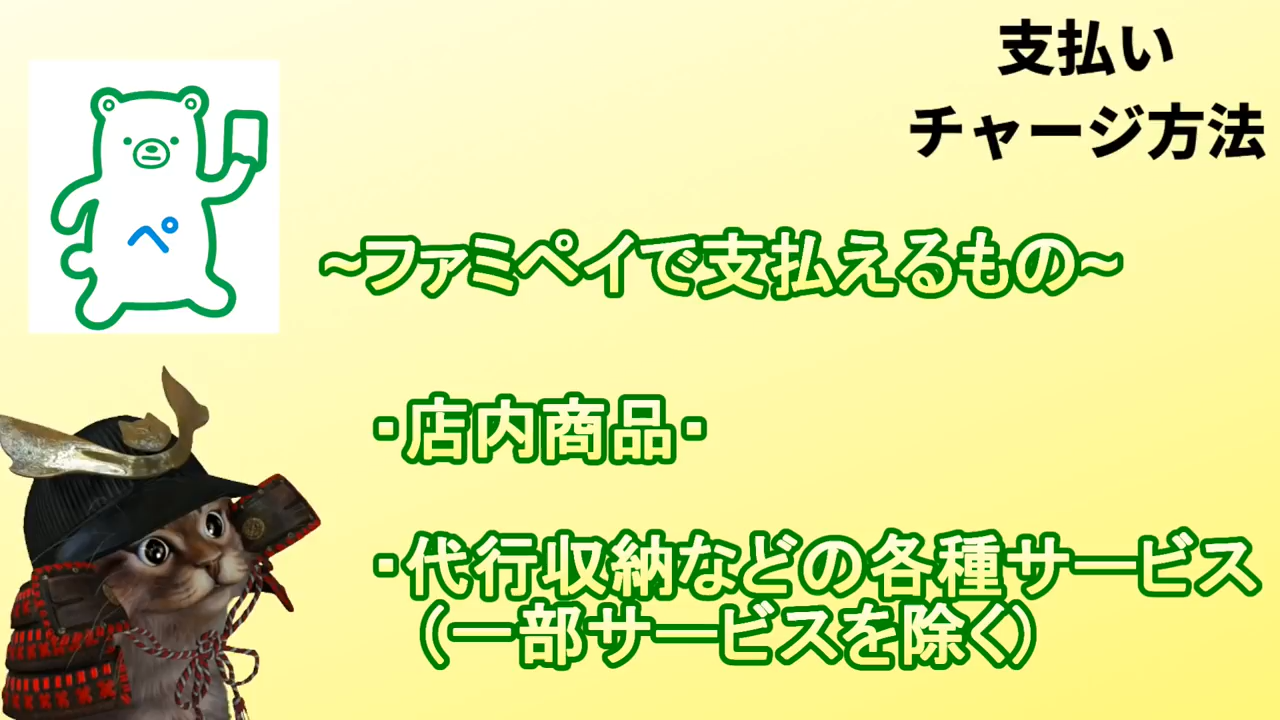 支払い
チャージ方法
ペ
~ファミペイで支払えるもの~
・店内商品・
・代行収納などの各種サービス
(一部サービスを除く)